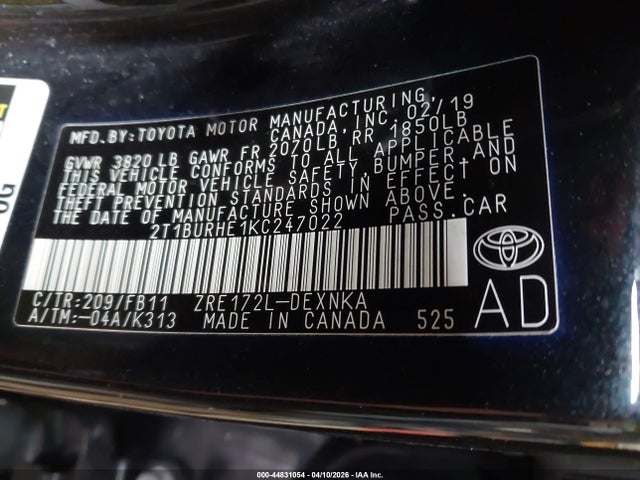 MFD. BY: TOYOTA MOTOR MANUFACTURING,
CANADA, INC. 02/19
GVWR 3820 LB GAWR FR 2070LB RR 1850LB
THIS VEHICLE CONFORMS TO ALL APPLICABLE
FEDERAL MOTOR VEHICLE SAFETY, BUMPER, AND
THEFT PREVENTION STANDARDS IN EFFECT ON
THE DATE OF MANUFACTURE SHOWN ABOVE.
2T1BURHE1KC247022 PASS. CAR
C/TR: 209/FB11 ZRE172L-DEXNKA
A/TM:-04A/K313 MADE IN CANADA 525
AD
OG
000-44831054 | 04/10/2026 | IAA Inc.